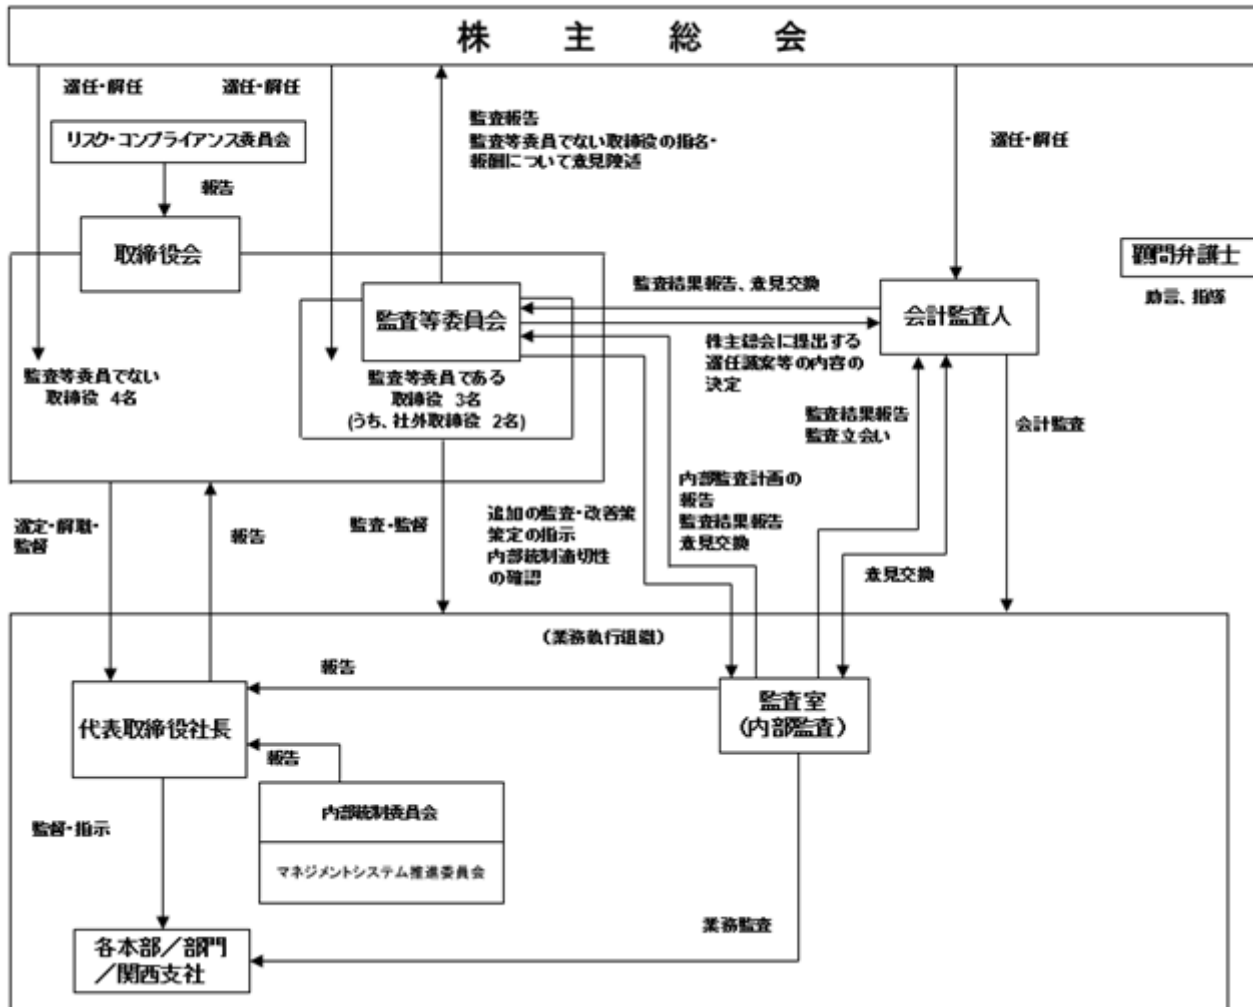 株主総会
選任・解任
選任・解任
監査報告
監査等委員でない取締役の指名・
報酬について意見陳述
選任・解任
リスク・コンプライアンス委員会
報告
取締役会
顧問弁護士
助言、指導
監査等委員会
監査結果報告、意見交換
会計監査人
株主総会に提出する
選任議案等の内容の
決定
監査等委員でない
取締役 4名
監査等委員である
取締役 3名
(うち、社外取締役 2名)
監査結果報告
監査立会い
会計監査
選定・解職・
監督
報告
監査・監督
追加の監査・改善策
策定の指示
内部統制適切性
の確認
内部監査計画の
報告
監査結果報告
意見交換
意見交換
(業務執行組織)
報告
代表取締役社長
監査室
(内部監査)
報告
内部統制委員会
マネジメントシステム推進委員会
監督・指示
業務監査
各本部／部門
／関西支社